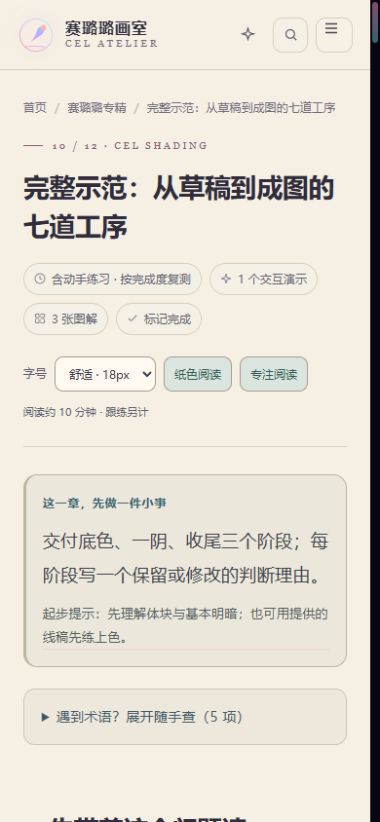 赛璐璐画室
CEL ATELIER
首页 / 赛璐璐专精 / 完整示范：从草稿到成图的七道工序
10 / 12 · CEL SHADING
完整示范：从草稿到成图的
七道工序
含动手练习 · 按完成度复测
1 个交互演示
3 张图解
标记完成
字号
舒适 · 18px
纸色阅读
专注阅读
阅读约 10 分钟 · 跟练另计
这一章，先做一件小事
交付底色、一阴、收尾三个阶段；每
阶段写一个保留或修改的判断理由。
起步提示：先理解体块与基本明暗；也可用提供的
线稿先练上色。
▶ 遇到术语？展开随手查（5 项）